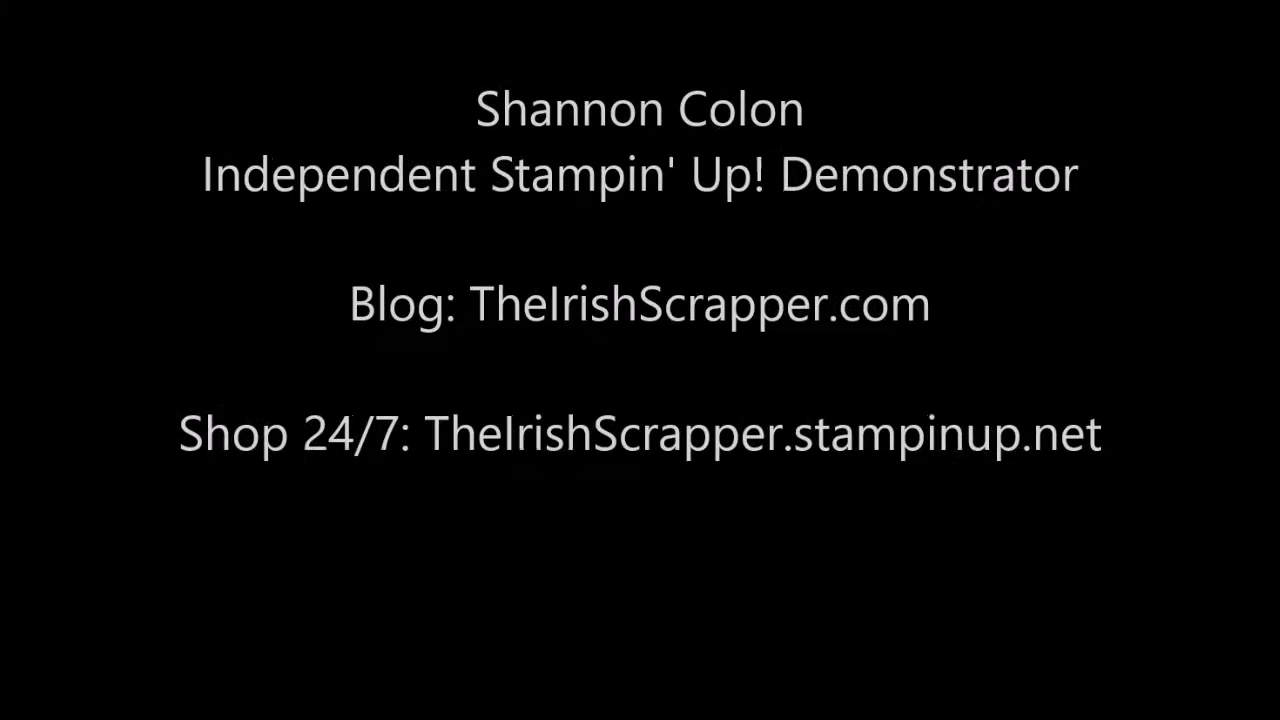 Shannon Colon
Independent Stampin' Up! Demonstrator
Blog: TheIrishScrapper.com
Shop 24/7: TheIrishScrapper.stampinup.net